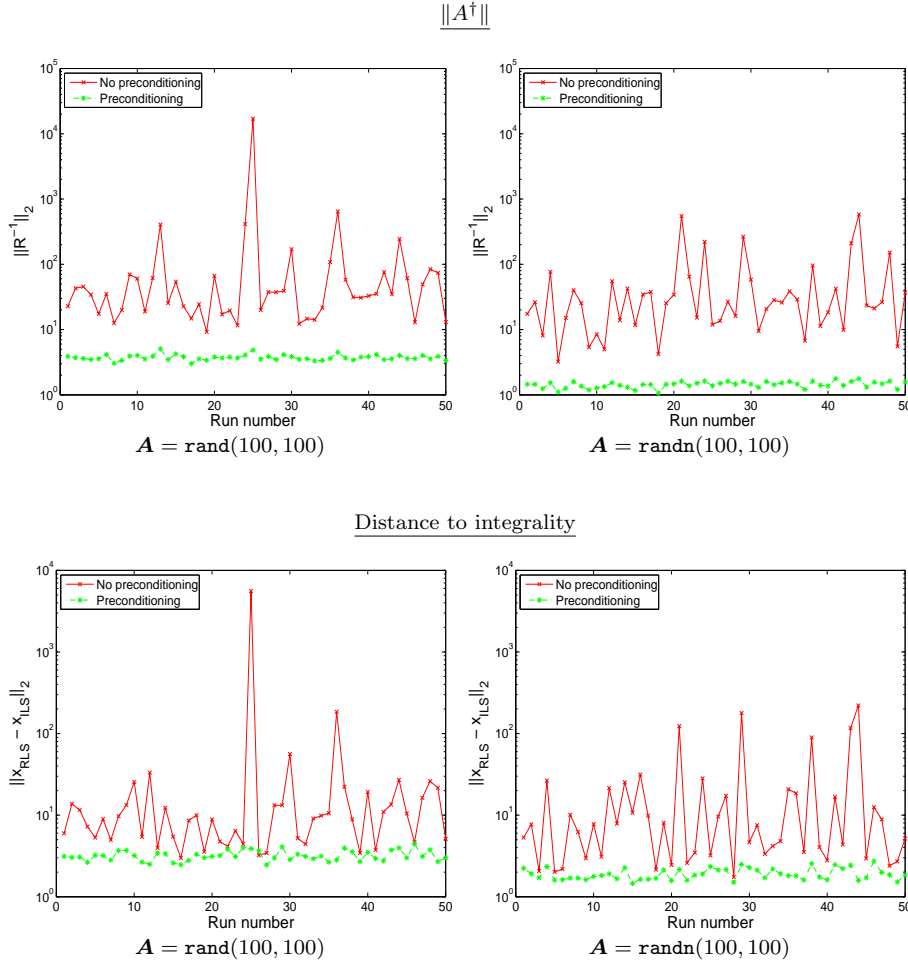 ‖A†‖
No preconditioning
Preconditioning
10^5
10^4
10^3
10^2
10^1
10^0
||R^−1||_2
0 10 20 30 40 50
Run number
A = rand(100, 100)
No preconditioning
Preconditioning
10^5
10^4
10^3
10^2
10^1
10^0
||R^−1||_2
0 10 20 30 40 50
Run number
A = randn(100, 100)
Distance to integrality
No preconditioning
Preconditioning
10^4
10^3
10^2
10^1
10^0
||x_RLS − x_ILS||_2
0 10 20 30 40 50
Run number
A = rand(100, 100)
No preconditioning
Preconditioning
10^4
10^3
10^2
10^1
10^0
||x_RLS − x_ILS||_2
0 10 20 30 40 50
Run number
A = randn(100, 100)